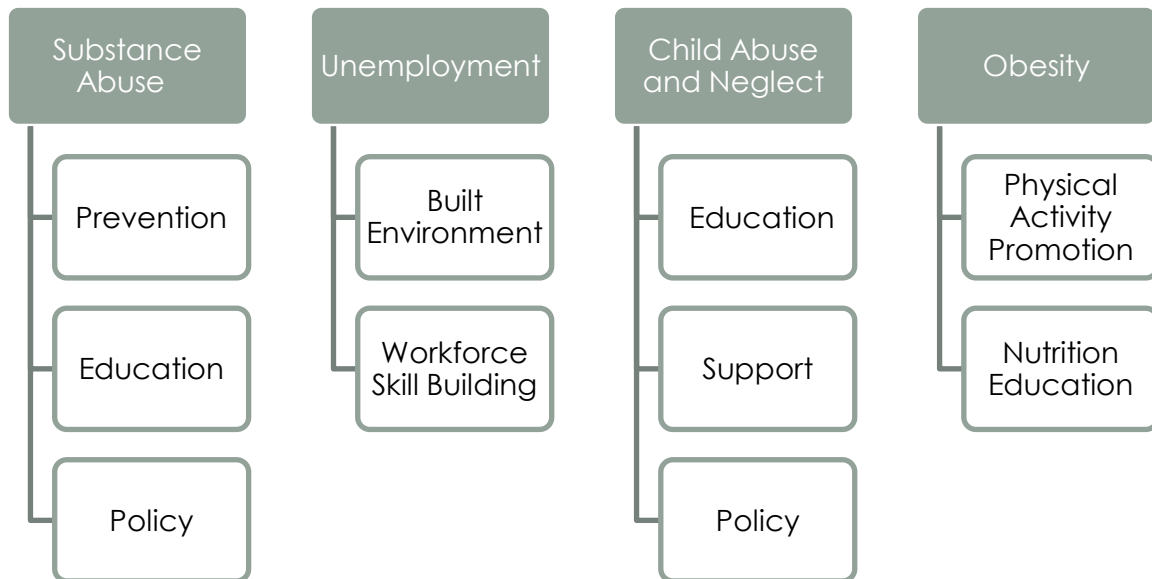 Substance
Abuse
Prevention
Education
Policy
Unemployment
Built
Environment
Workforce
Skill Building
Child Abuse
and Neglect
Education
Support
Policy
Obesity
Physical
Activity
Promotion
Nutrition
Education